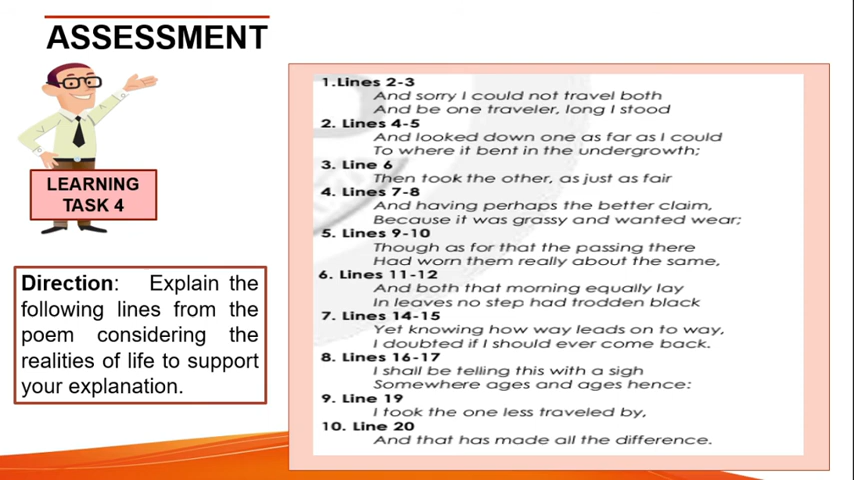 ASSESSMENT
LEARNING
TASK 4
Direction: Explain the
following lines from the
poem considering the
realities of life to support
your explanation.
1.Lines 2-3
And sorry I could not travel both
And be one traveler, long I stood
2. Lines 4-5
And looked down one as far as I could
To where it bent in the undergrowth;
3. Line 6
Then took the other, as just as fair
4. Lines 7-8
And having perhaps the better claim,
Because it was grassy and wanted wear;
5. Lines 9-10
Though as for that the passing there
Had worn them really about the same,
6. Lines 11-12
And both that morning equally lay
In leaves no step had trodden black
7. Lines 14-15
Yet knowing how way leads on to way,
I doubted if I should ever come back.
8. Lines 16-17
I shall be telling this with a sigh
Somewhere ages and ages hence:
9. Line 19
I took the one less traveled by,
10. Line 20
And that has made all the difference.